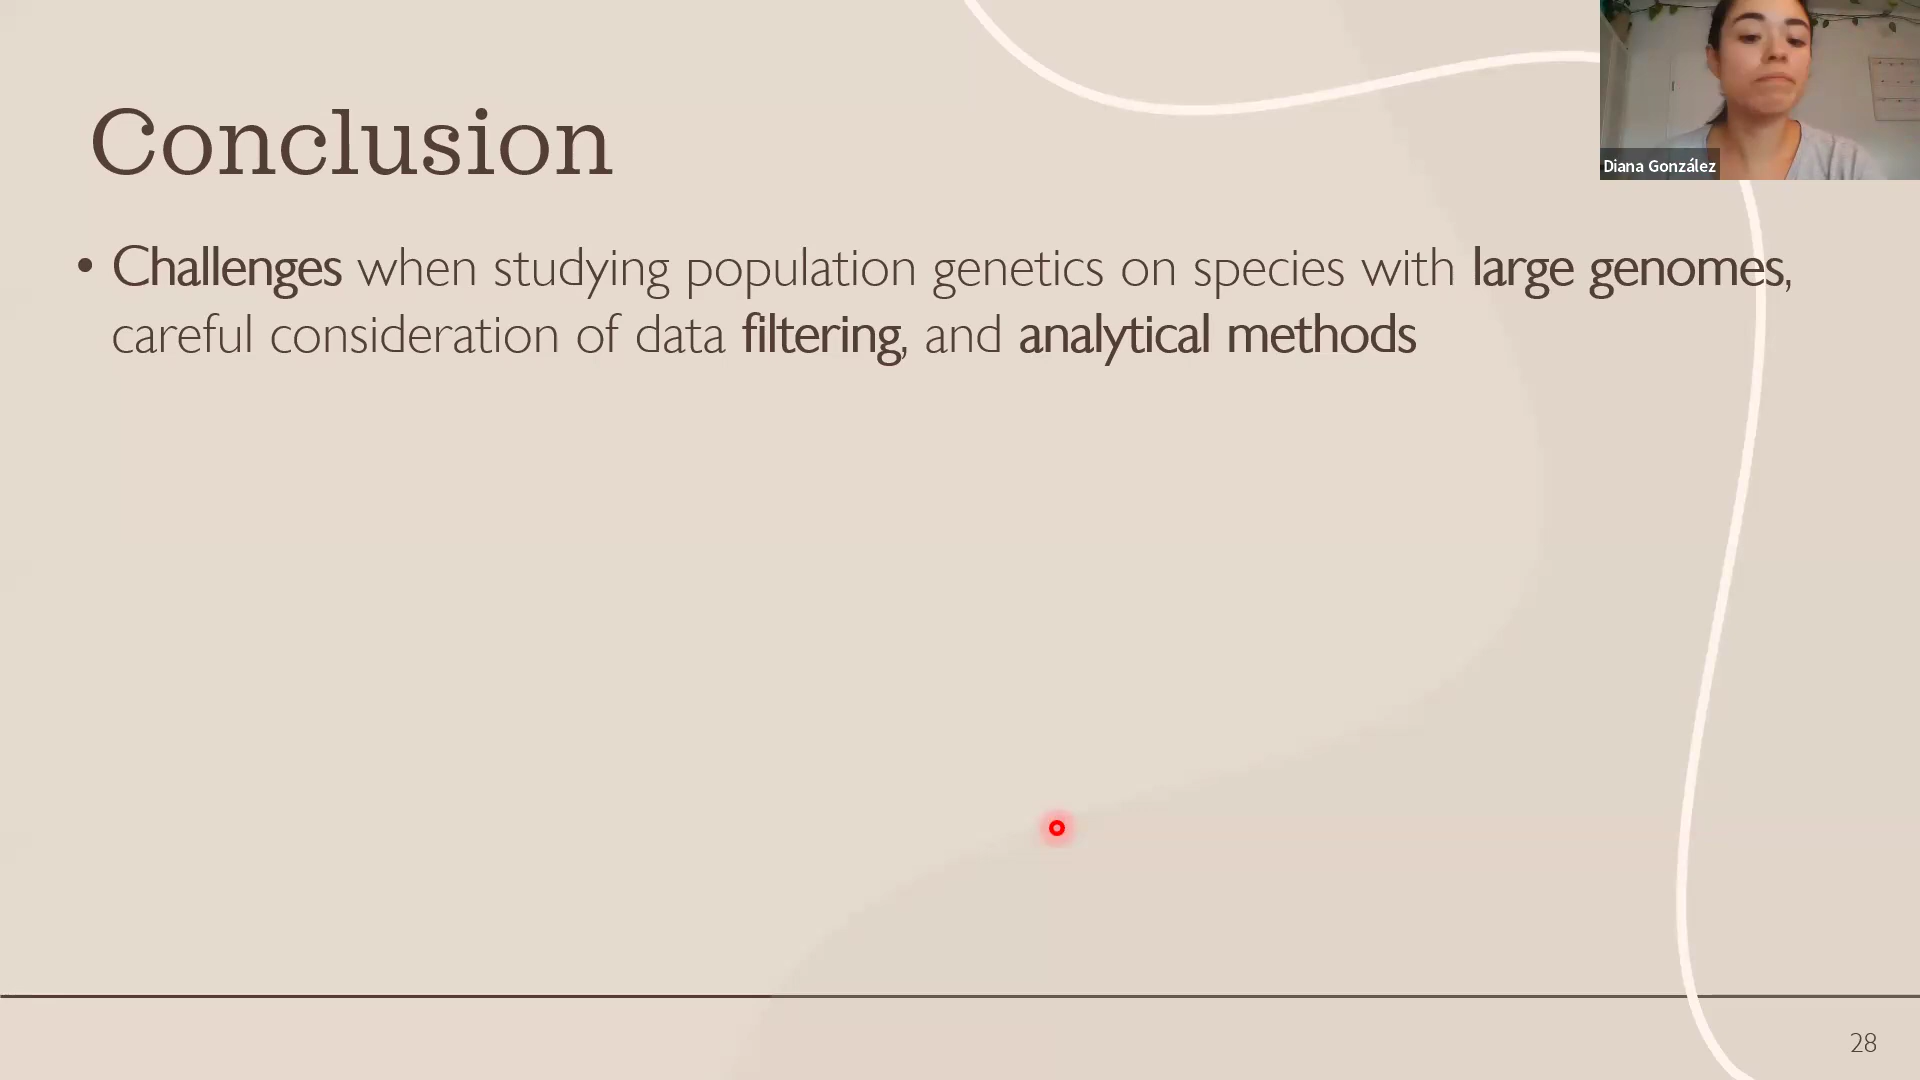 Conclusion
Diana González
• Challenges when studying population genetics on species with large genomes,
careful consideration of data filtering, and analytical methods
28